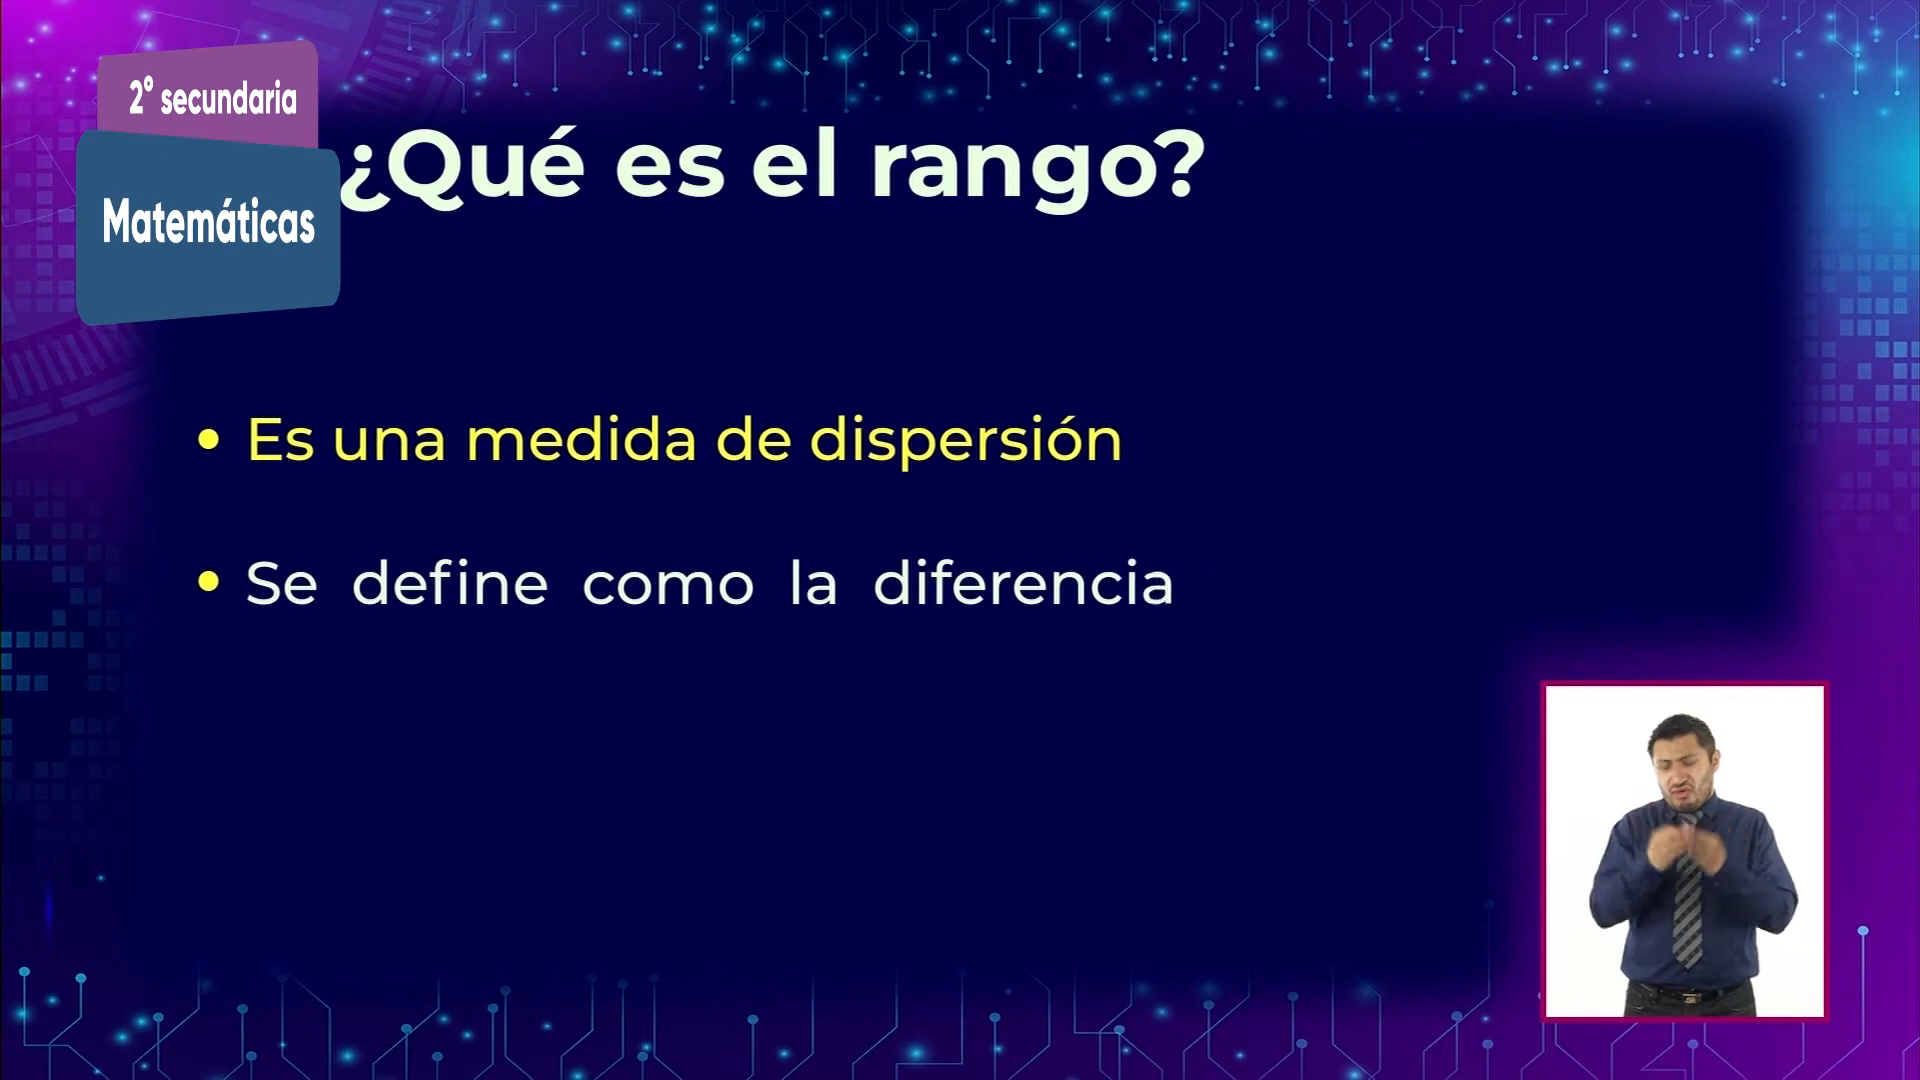 2° secundaria
Matemáticas
¿Qué es el rango?
• Es una medida de dispersión
• Se define como la diferencia